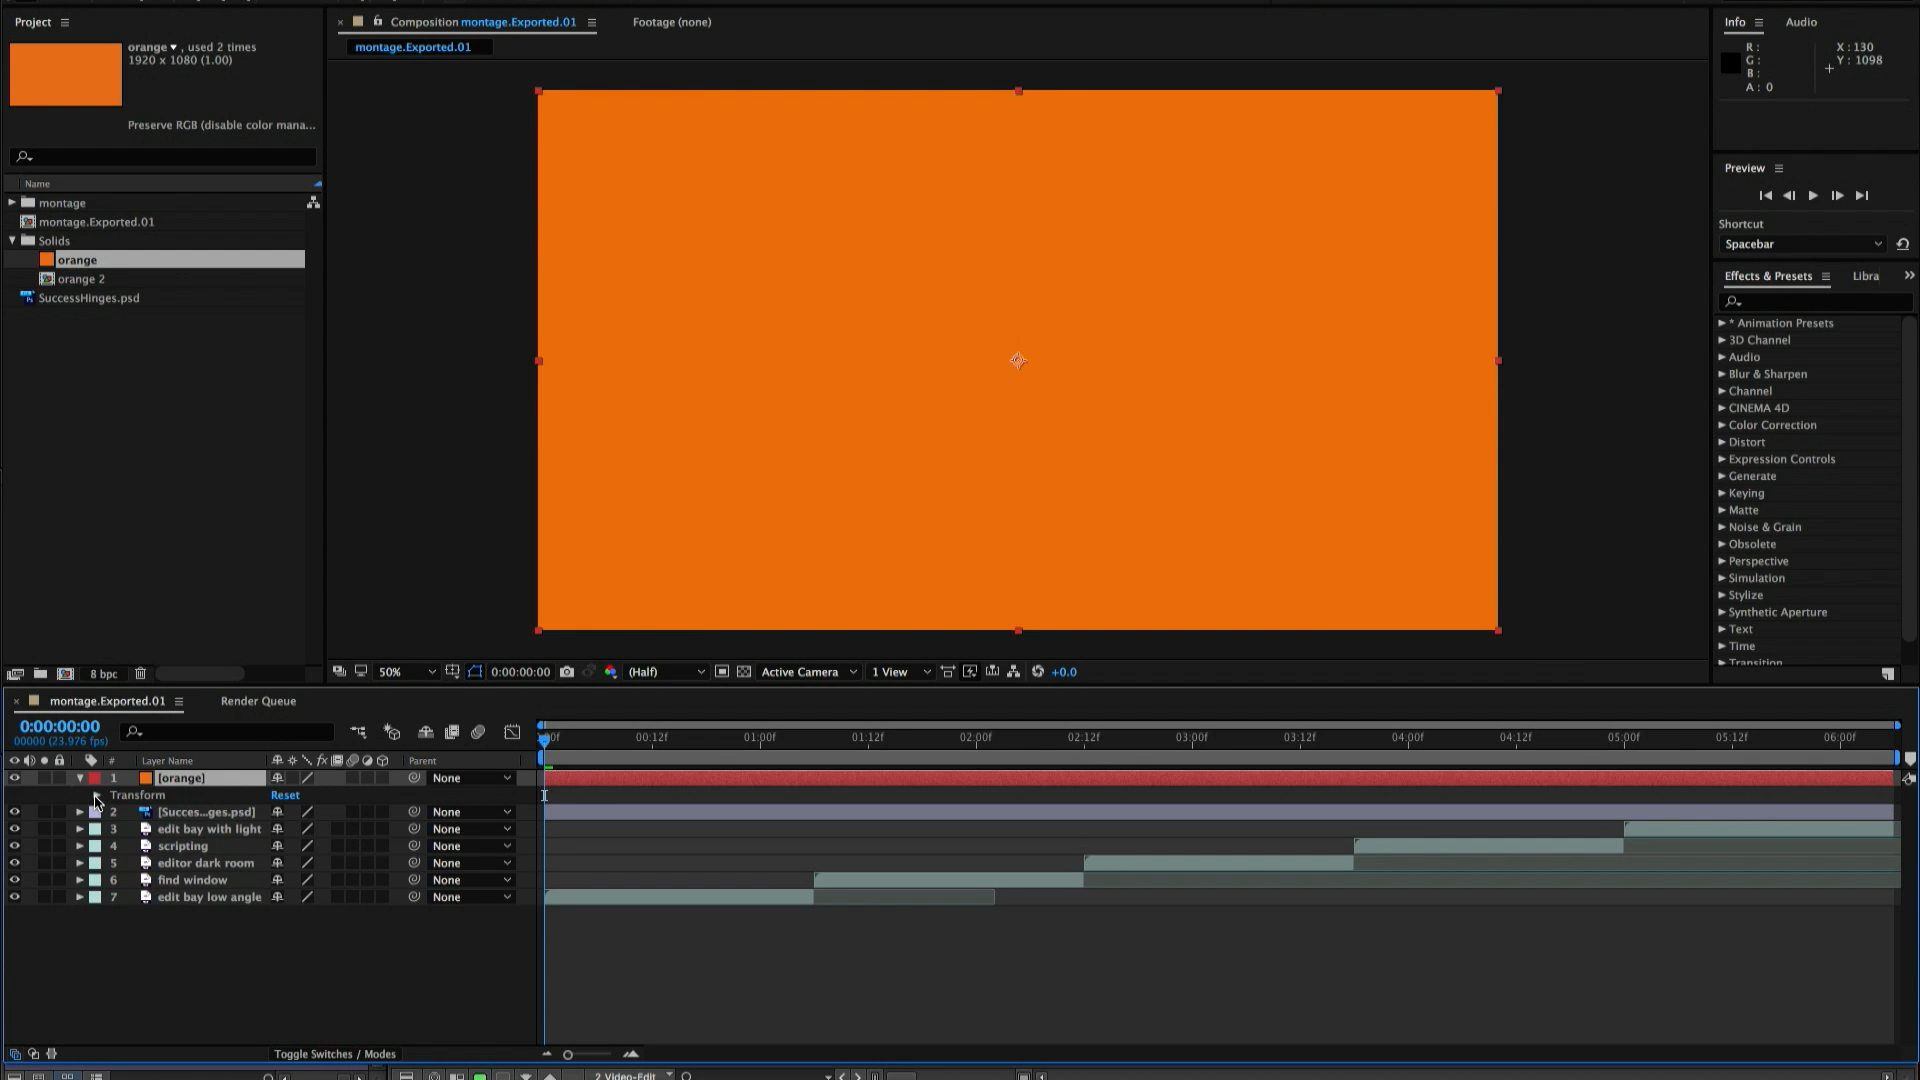 Project
orange , used 2 times
1920 x 1080 (1.00)
Preserve RGB (disable color mana...
Name
montage
montage.Exported.01
Solids
orange
orange 2
SuccessHinges.psd
8 bpc
Composition montage.Exported.01
Footage (none)
montage.Exported.01
50%
0:00:00:00
(Half)
Active Camera
1 View
+0.0
Info
Audio
R :
G :
B :
A : 0
X : 130
Y : 1098
Preview
Shortcut
Spacebar
Effects & Presets
Libra
* Animation Presets
3D Channel
Audio
Blur & Sharpen
Channel
CINEMA 4D
Color Correction
Distort
Expression Controls
Generate
Keying
Matte
Noise & Grain
Obsolete
Perspective
Simulation
Stylize
Synthetic Aperture
Text
Time
Transition
montage.Exported.01
Render Queue
0:00:00:00
00000 (23.976 fps)
00f 00:12f 01:00f 01:12f 02:00f 02:12f 03:00f 03:12f 04:00f 04:12f 05:00f 05:12f 06:00f
# Layer Name fx Parent
1 [orange] None
Transform Reset
2 [Succes...ges.psd] None
3 edit bay with light None
4 scripting None
5 editor dark room None
6 find window None
7 edit bay low angle None
Toggle Switches / Modes
2 Video-Edit